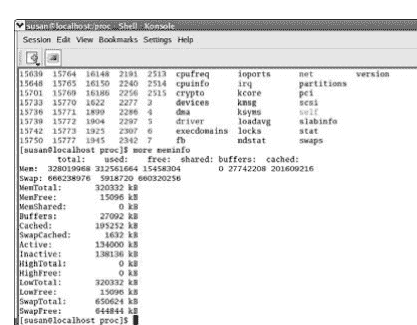 susan@localhost:/proc - Shell - Konsole
Session Edit View Bookmarks Settings Help
15639 15764 16148 2191 2513 cpufreq ioports net version
15648 15765 16150 2240 2514 cpuinfo irq partitions
15701 15769 16186 2256 2515 crypto kcore pci
15733 15770 1622 2277 3 devices kmsg scsi
15736 15771 1899 2286 4 dma ksyms self
15739 15772 1904 2297 5 driver loadavg slabinfo
15742 15773 1925 2307 6 execdomains locks stat
15750 15777 1945 2342 7 fb mdstat swaps
[susan@localhost proc]$ more meminfo
total: used: free: shared: buffers: cached:
Mem: 328019968 312561664 15458304 0 27742208 201609216
Swap: 666238976 5918720 660320256
MemTotal: 320332 kB
MemFree: 15096 kB
MemShared: 0 kB
Buffers: 27092 kB
Cached: 195252 kB
SwapCached: 1632 kB
Active: 134000 kB
Inactive: 138136 kB
HighTotal: 0 kB
HighFree: 0 kB
LowTotal: 320332 kB
LowFree: 15096 kB
SwapTotal: 650624 kB
SwapFree: 644844 kB
[susan@localhost proc]$